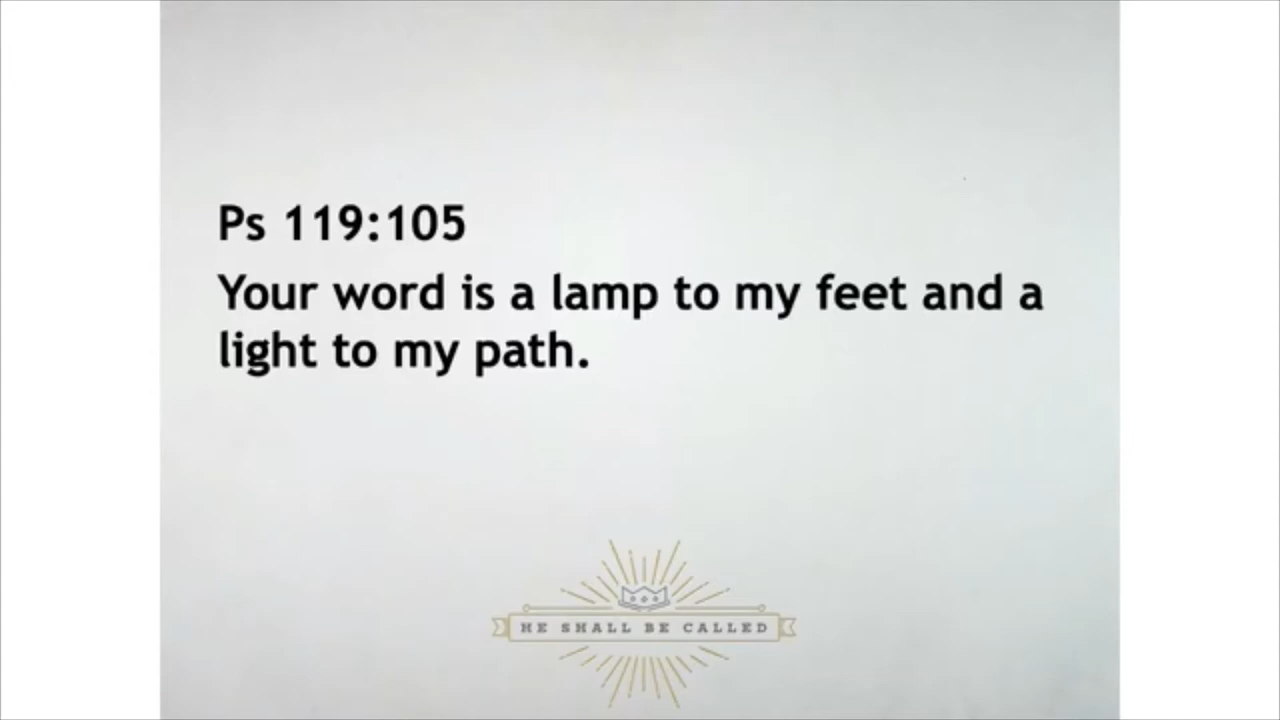 Ps 119:105
Your word is a lamp to my feet and a
light to my path.
HE SHALL BE CALLED